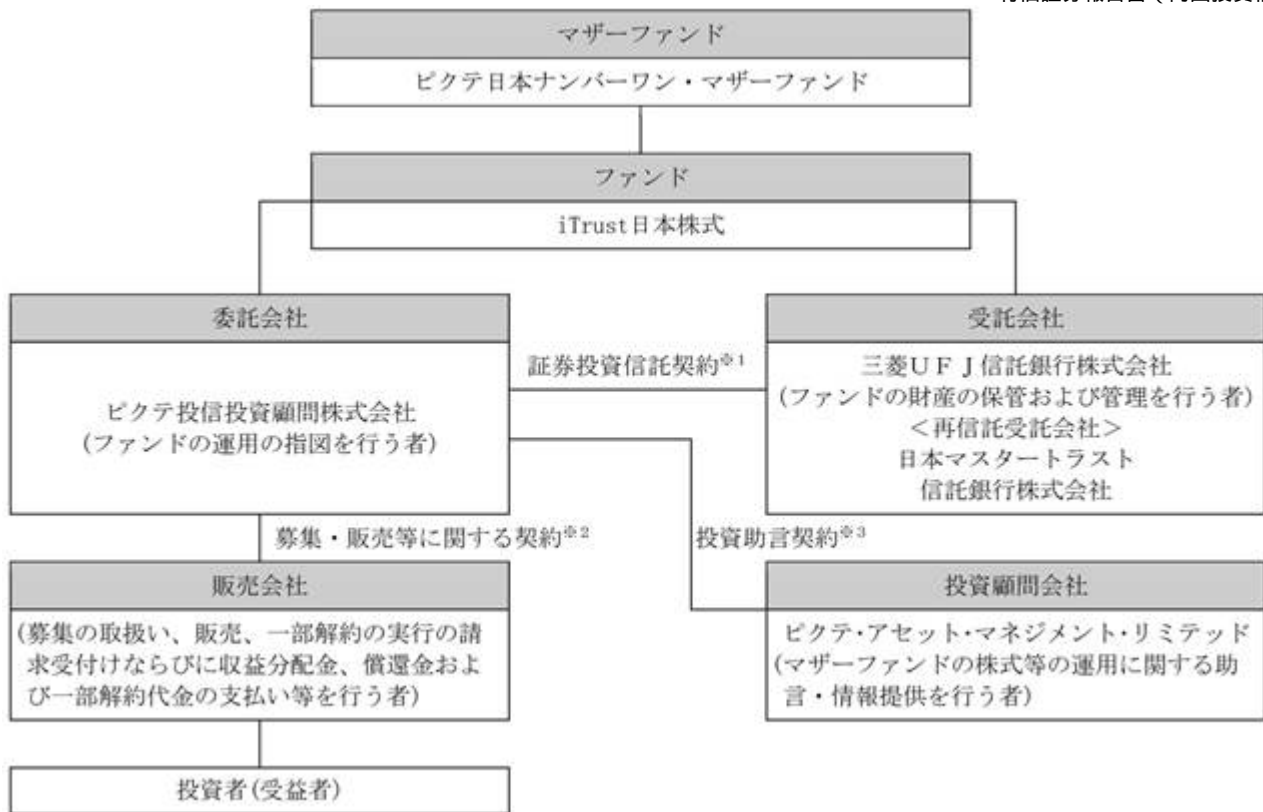 マザーファンド
ピクテ日本ナンバーワン・マザーファンド
ファンド
iTrust日本株式
委託会社
ピクテ投信投資顧問株式会社
(ファンドの運用の指図を行う者)
証券投資信託契約※1
受託会社
三菱UFJ信託銀行株式会社
(ファンドの財産の保管および管理を行う者)
<再信託受託会社>
日本マスタートラスト
信託銀行株式会社
募集・販売等に関する契約※2
投資助言契約※3
販売会社
(募集の取扱い、販売、一部解約の実行の請
求受付けならびに収益分配金、償還金およ
び一部解約代金の支払い等を行う者)
投資顧問会社
ピクテ・アセット・マネジメント・リミテッド
(マザーファンドの株式等の運用に関する助
言・情報提供を行う者)
投資者(受益者)